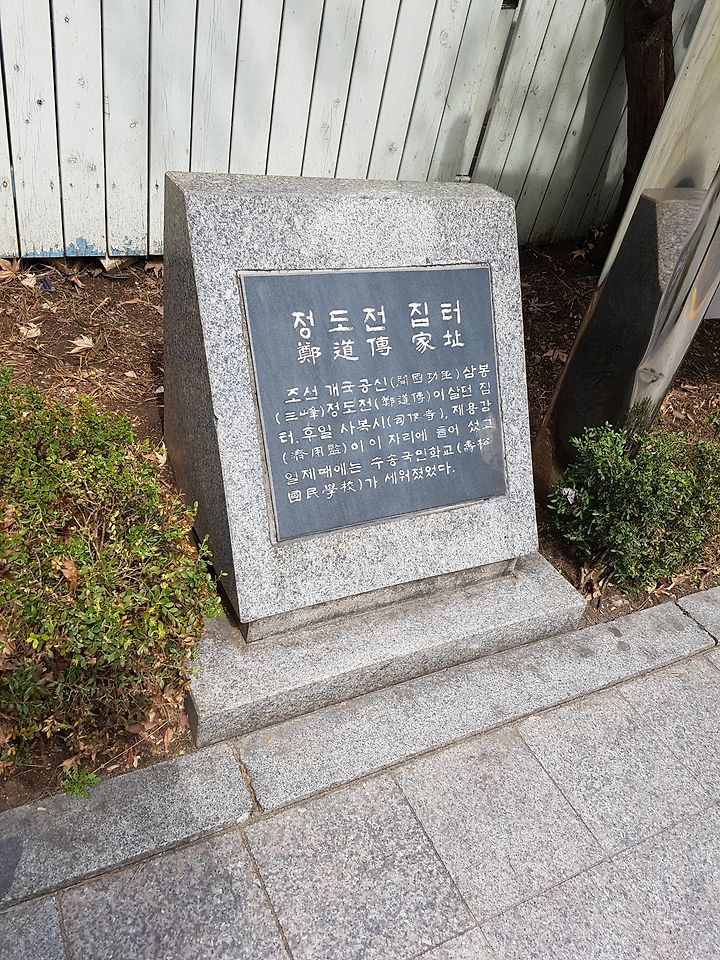 정도전 집터
鄭道傳 家址
조선 개국공신(開國功臣) 삼봉
(三峰)정도전(鄭道傳)이 살던 집
터. 후일 사복시(司僕寺), 제용감
(濟用監)이 이 자리에 들어 섰고
일제때에는 수송국민학교(壽松
國民學校)가 세워졌었다.